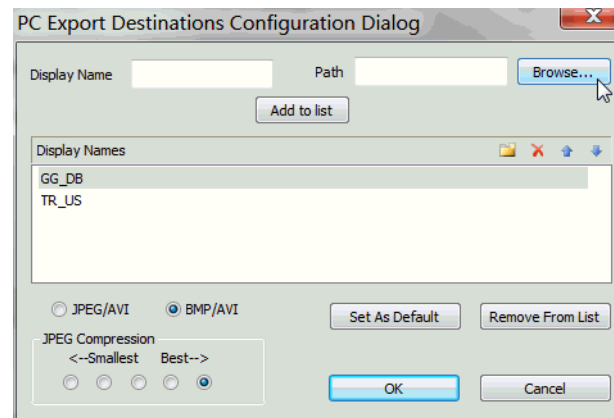 PC Export Destinations Configuration Dialog
Display Name
Path
Browse...
Add to list
Display Names
GG_DB
TR_US
JPEG/AVI
BMP/AVI
Set As Default
Remove From List
JPEG Compression
<--Smallest
Best-->
OK
Cancel